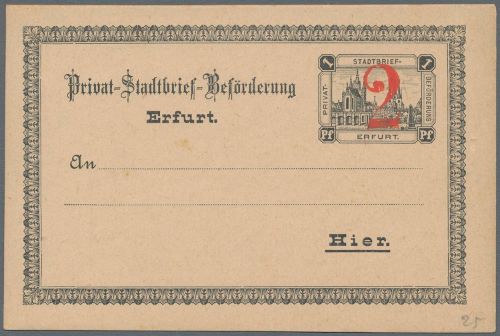 Privat-Stadtbrief-Beförderung
Erfurt.
1 STADTBRIEF- 1
PRIVAT- 2 BEFÖRDERUNG
Pf ERFURT. Pf
An
Hier.
25